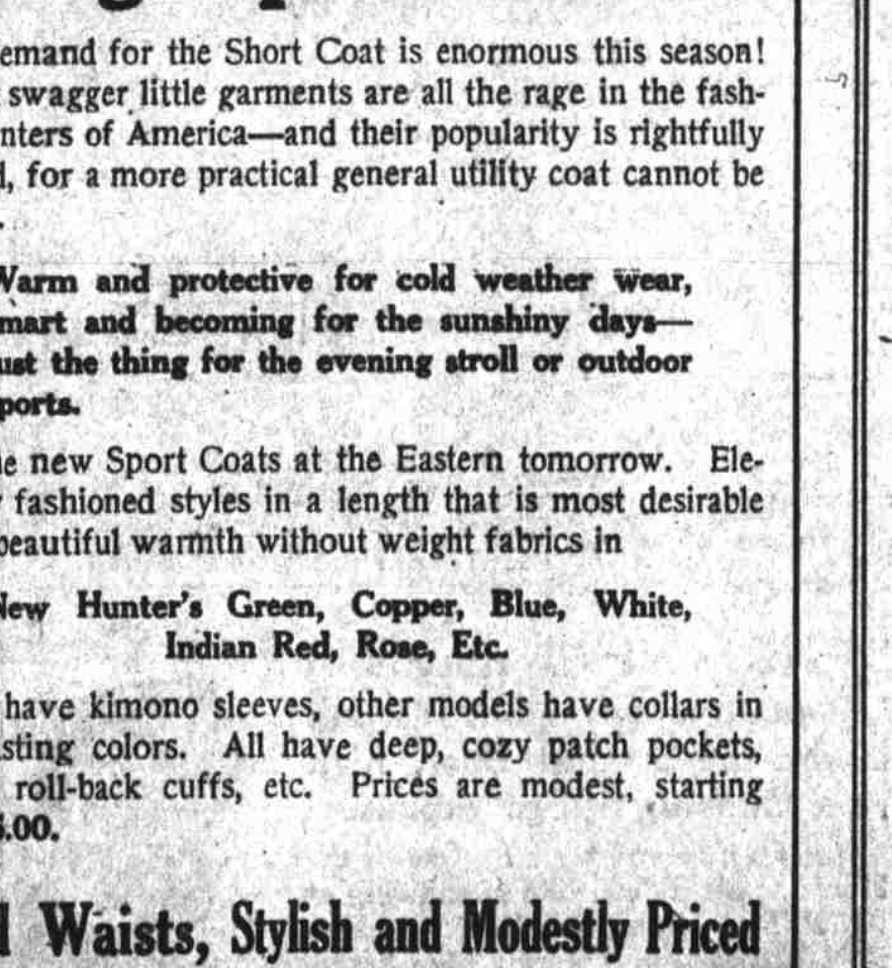 emand for the Short Coat is enormous this season!
swagger little garments are all the rage in the fash-
nters of America—and their popularity is rightfully
, for a more practical general utility coat cannot be
.
Warm and protective for cold weather wear,
mart and becoming for the sunshiny days—
ust the thing for the evening stroll or outdoor
ports.
e new Sport Coats at the Eastern tomorrow. Ele-
fashioned styles in a length that is most desirable
beautiful warmth without weight fabrics in
New Hunter's Green, Copper, Blue, White,
Indian Red, Rose, Etc.
have kimono sleeves, other models have collars in
sting colors. All have deep, cozy patch pockets,
roll-back cuffs, etc. Prices are modest, starting
.00.
Waists, Stylish and Modestly Priced